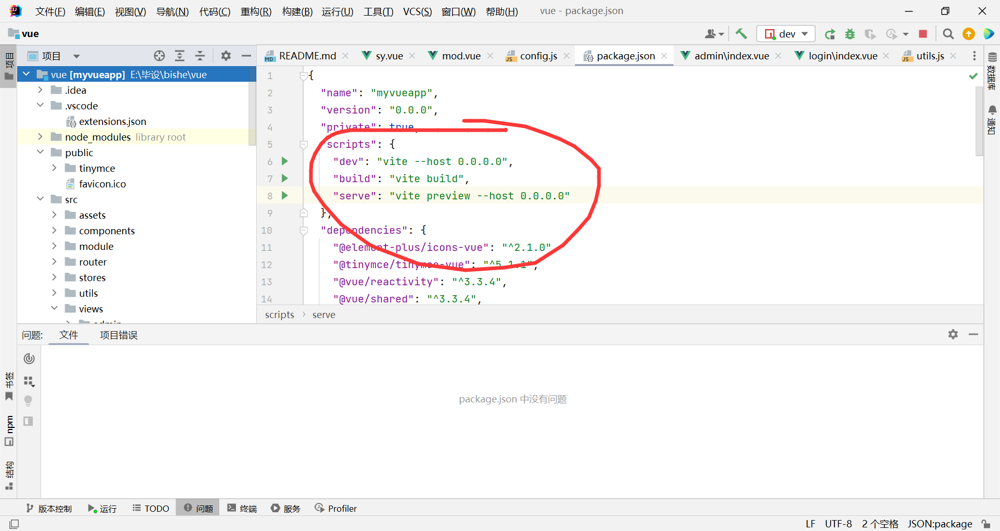 文件(F) 编辑(E) 视图(V) 导航(N) 代码(C) 重构(R) 构建(B) 运行(U) 工具(T) VCS(S) 窗口(W) 帮助(H) vue - package.json
vue
dev
项目
项目
README.md sy.vue mod.vue config.js package.json admin\index.vue login\index.vue utils.js
数据库
通知
vue [myvueapp] E:\毕设\bishe\vue
.idea
.vscode
extensions.json
node_modules library root
public
tinymce
favicon.ico
src
assets
components
module
router
stores
utils
views
admin
1 {
2 "name": "myvueapp",
3 "version": "0.0.0",
4 "private": true,
5 "scripts": {
6 "dev": "vite --host 0.0.0.0",
7 "build": "vite build",
8 "serve": "vite preview --host 0.0.0.0"
9 },
10 "dependencies": {
11 "@element-plus/icons-vue": "^2.1.0"
12 "@tinymce/tinymce-vue": "^5.1.1",
13 "@vue/reactivity": "^3.3.4",
14 "@vue/shared": "^3.3.4",
scripts › serve
问题: 文件 项目错误
package.json 中没有问题
书签
npm
结构
版本控制 运行 TODO 问题 终端 服务 Profiler
LF UTF-8 2 个空格 JSON:package